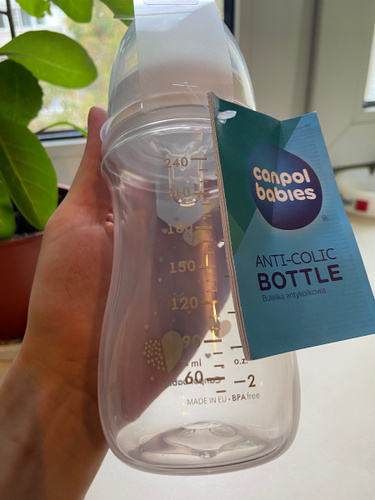 240
180
150
120
90
ml
oz
60
2
MADE IN EU • BPA free
canpol
babies
®
ANTI-COLIC
BOTTLE
Butelka antykolkowa